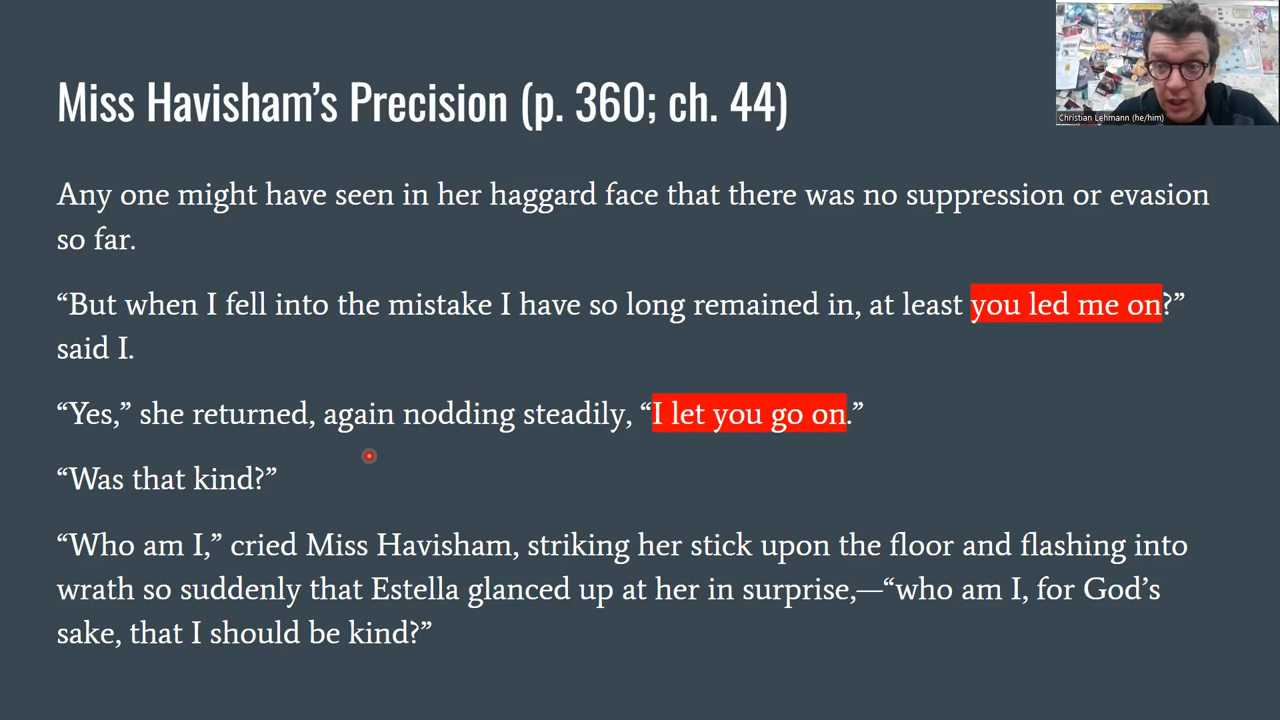 Miss Havisham’s Precision (p. 360; ch. 44)
Christian Lehmann (he/him)
Any one might have seen in her haggard face that there was no suppression or evasion
so far.
“But when I fell into the mistake I have so long remained in, at least you led me on?”
said I.
“Yes,” she returned, again nodding steadily, “I let you go on.”
“Was that kind?”
“Who am I,” cried Miss Havisham, striking her stick upon the floor and flashing into
wrath so suddenly that Estella glanced up at her in surprise,—“who am I, for God’s
sake, that I should be kind?”